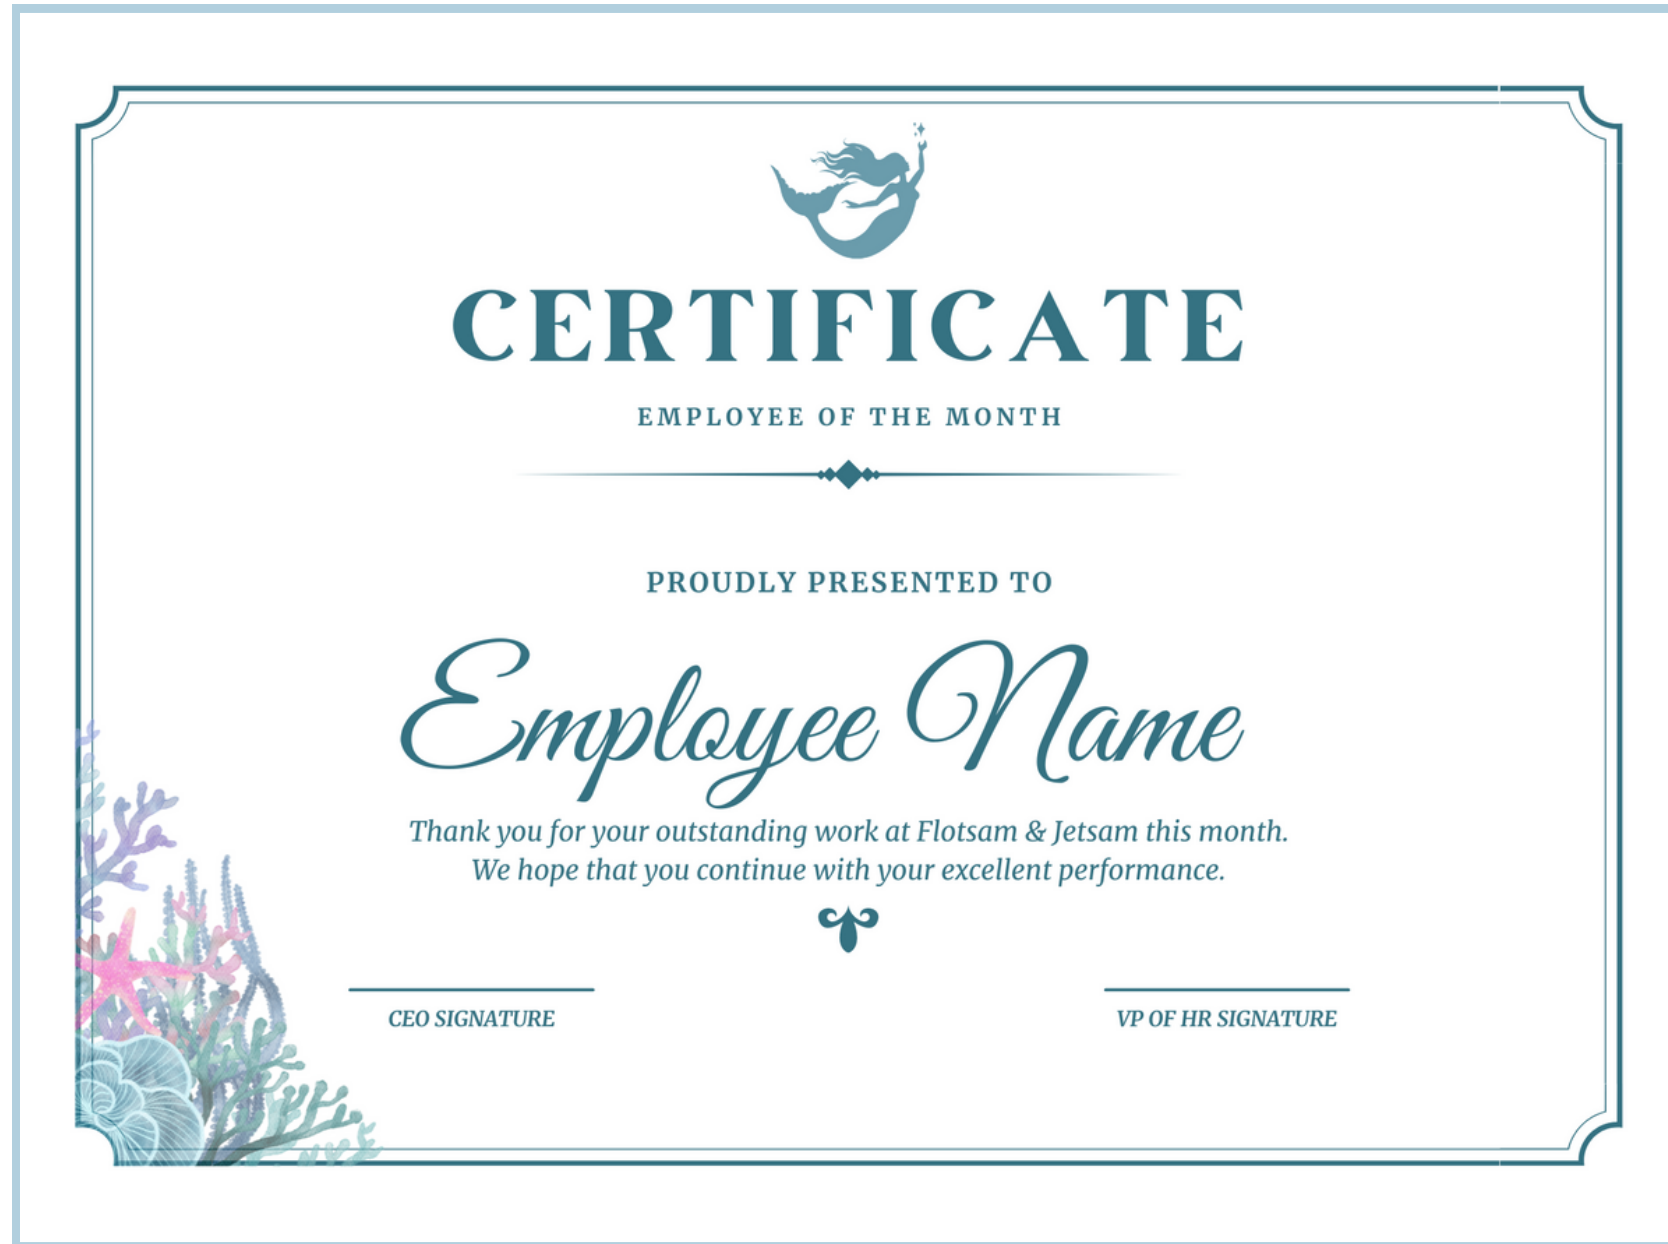 CERTIFICATE
EMPLOYEE OF THE MONTH
PROUDLY PRESENTED TO
Employee Name
Thank you for your outstanding work at Flotsam & Jetsam this month.
We hope that you continue with your excellent performance.
CEO SIGNATURE
VP OF HR SIGNATURE